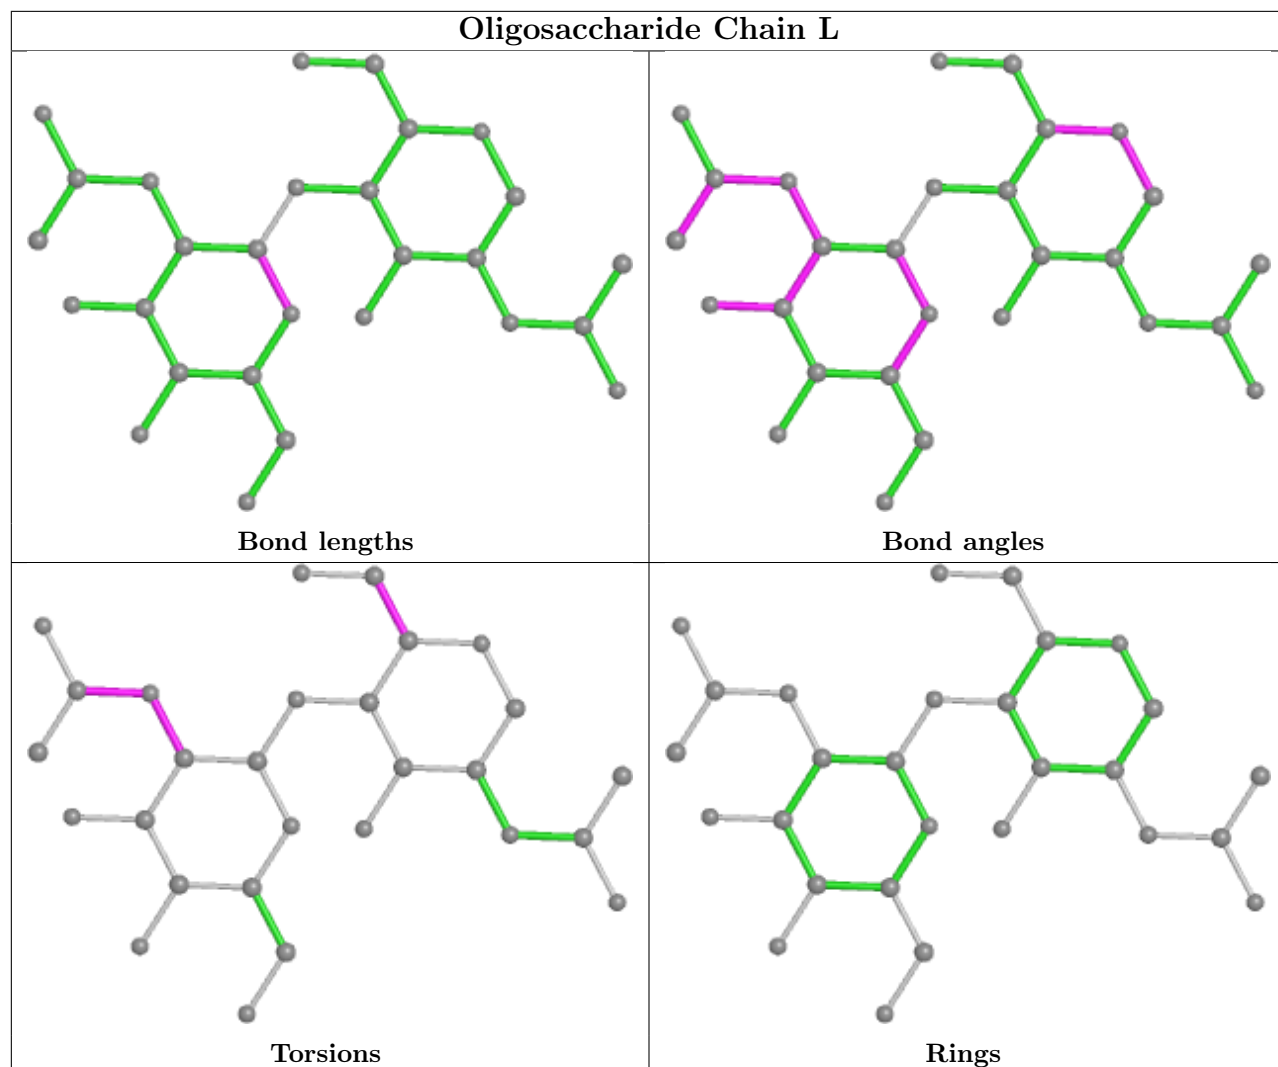 Oligosaccharide Chain L
Bond lengths
Bond angles
Torsions
Rings